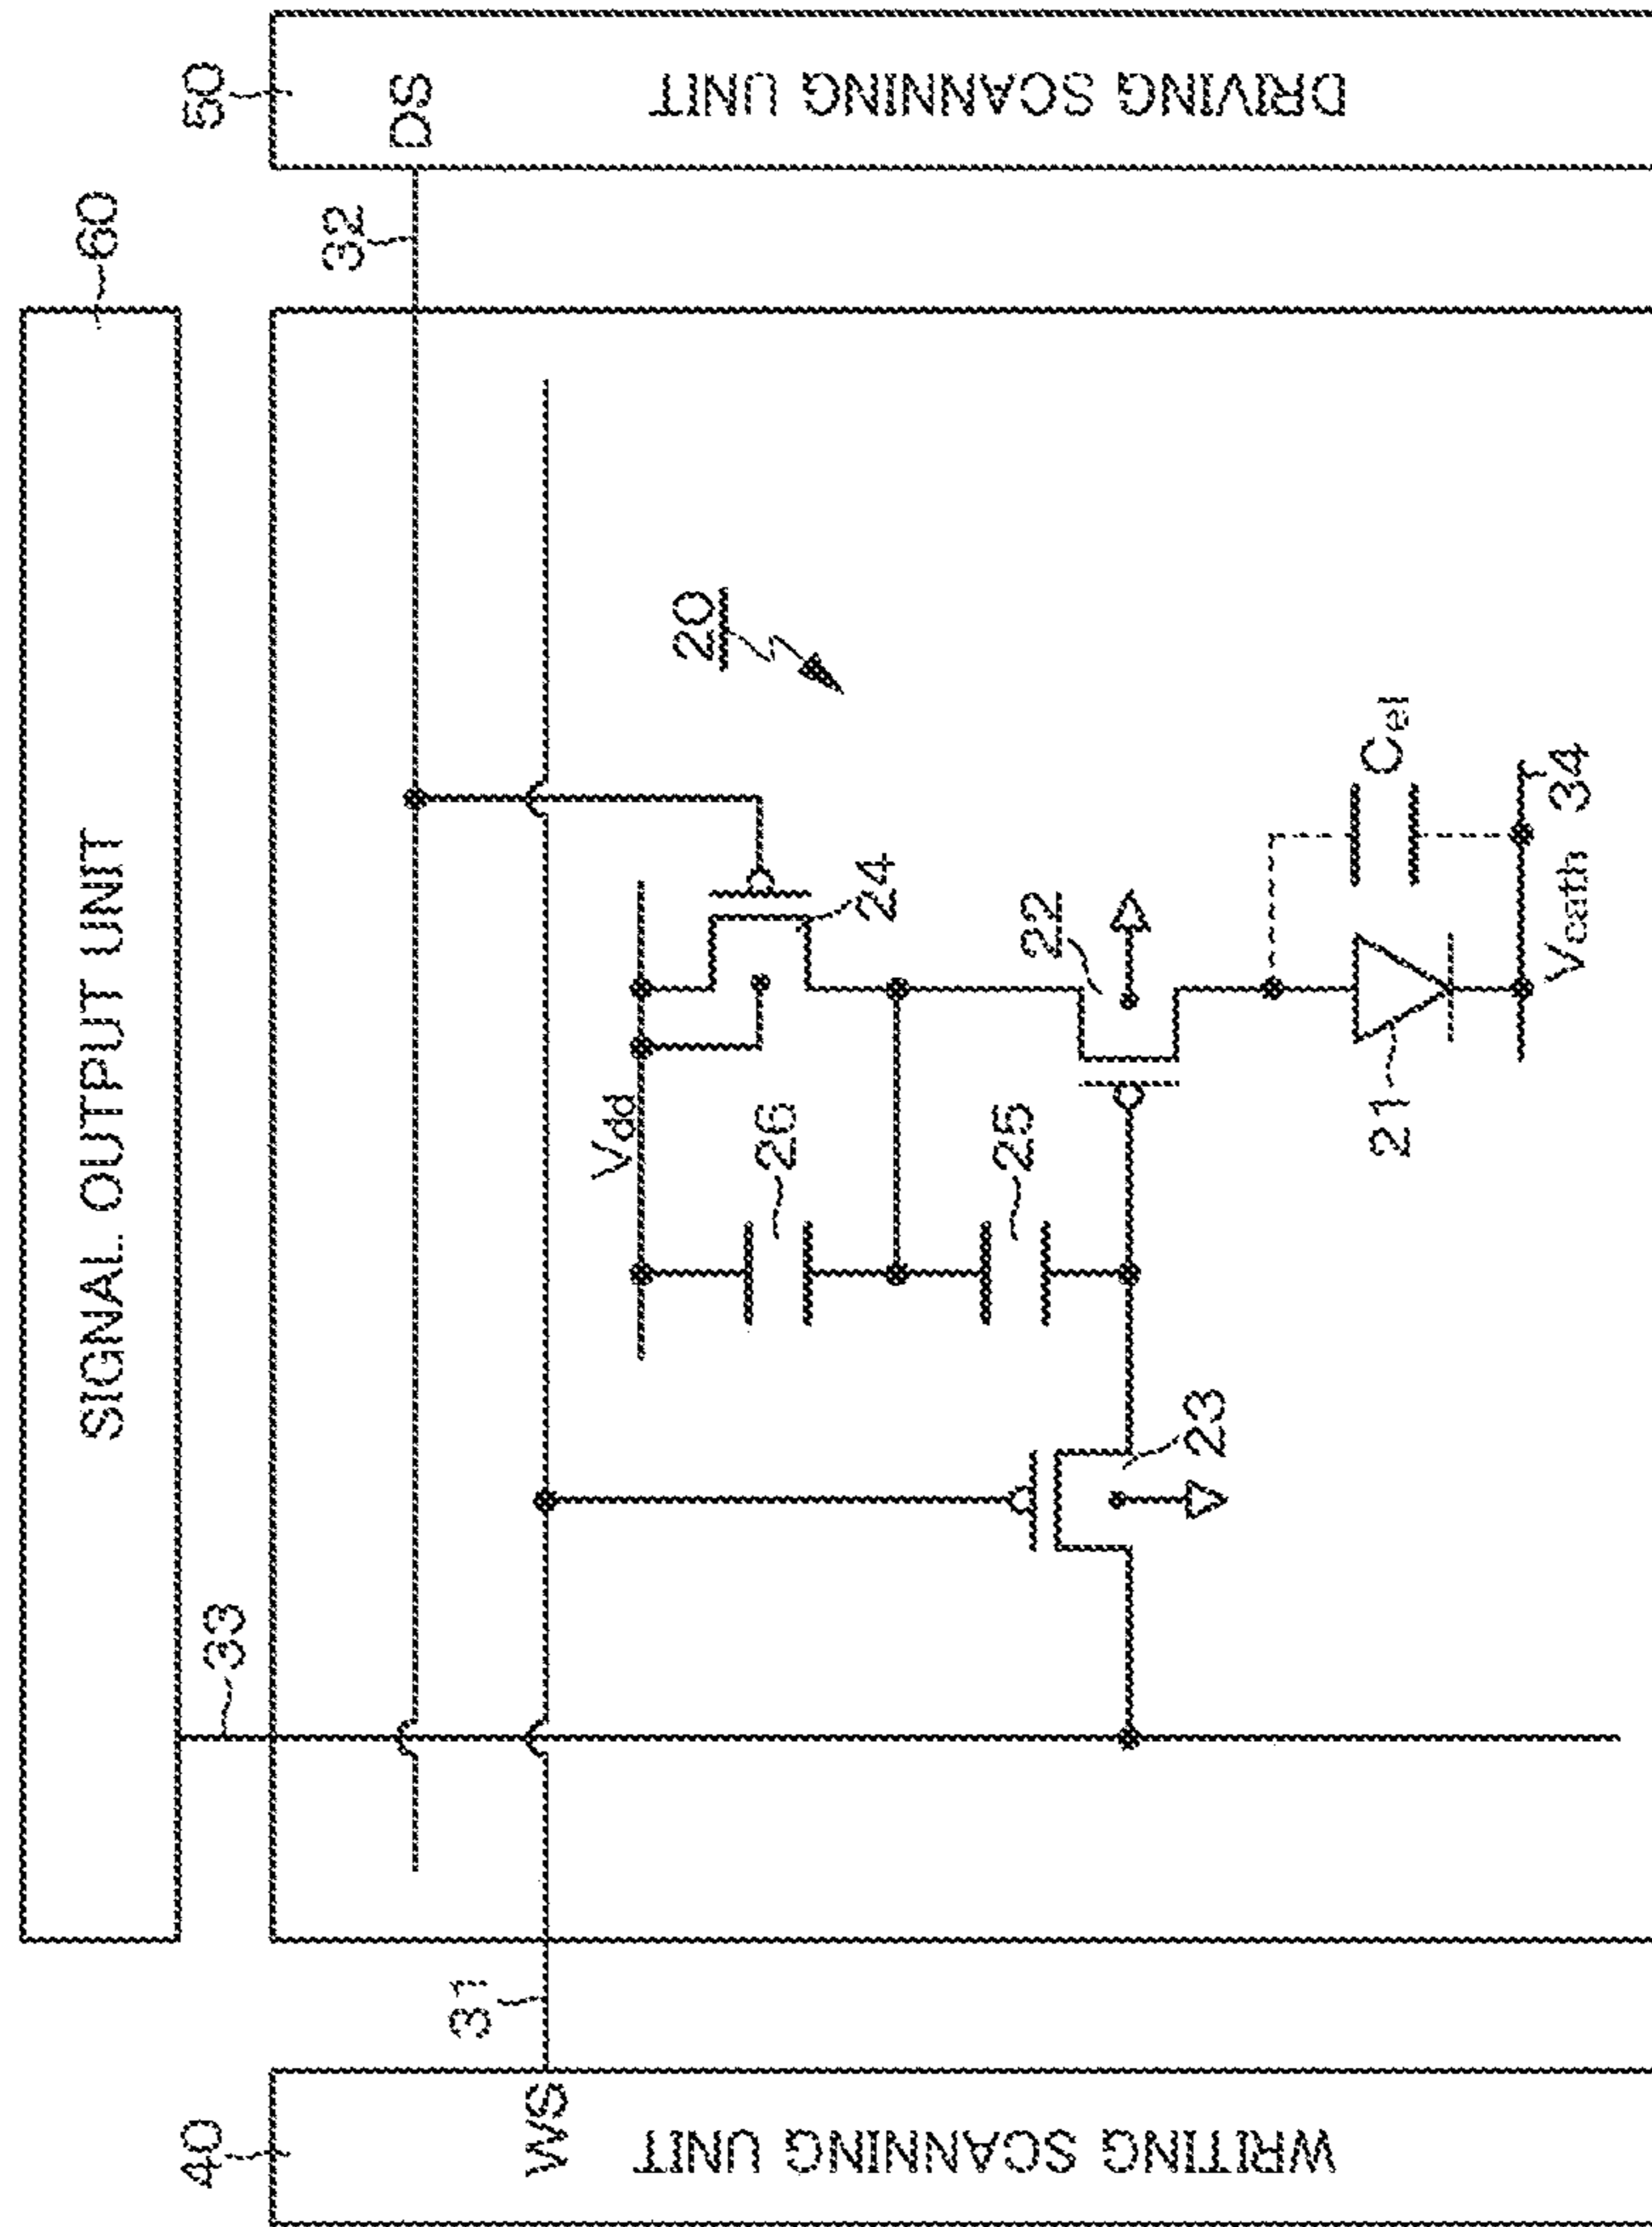 60
SIGNAL OUTPUT UNIT
33
40
WS
WRITING SCANNING UNIT
31
50
DS
DRIVING SCANNING UNIT
32
20
Vdd
26
24
25
22
23
21
Cel
Vcath
34